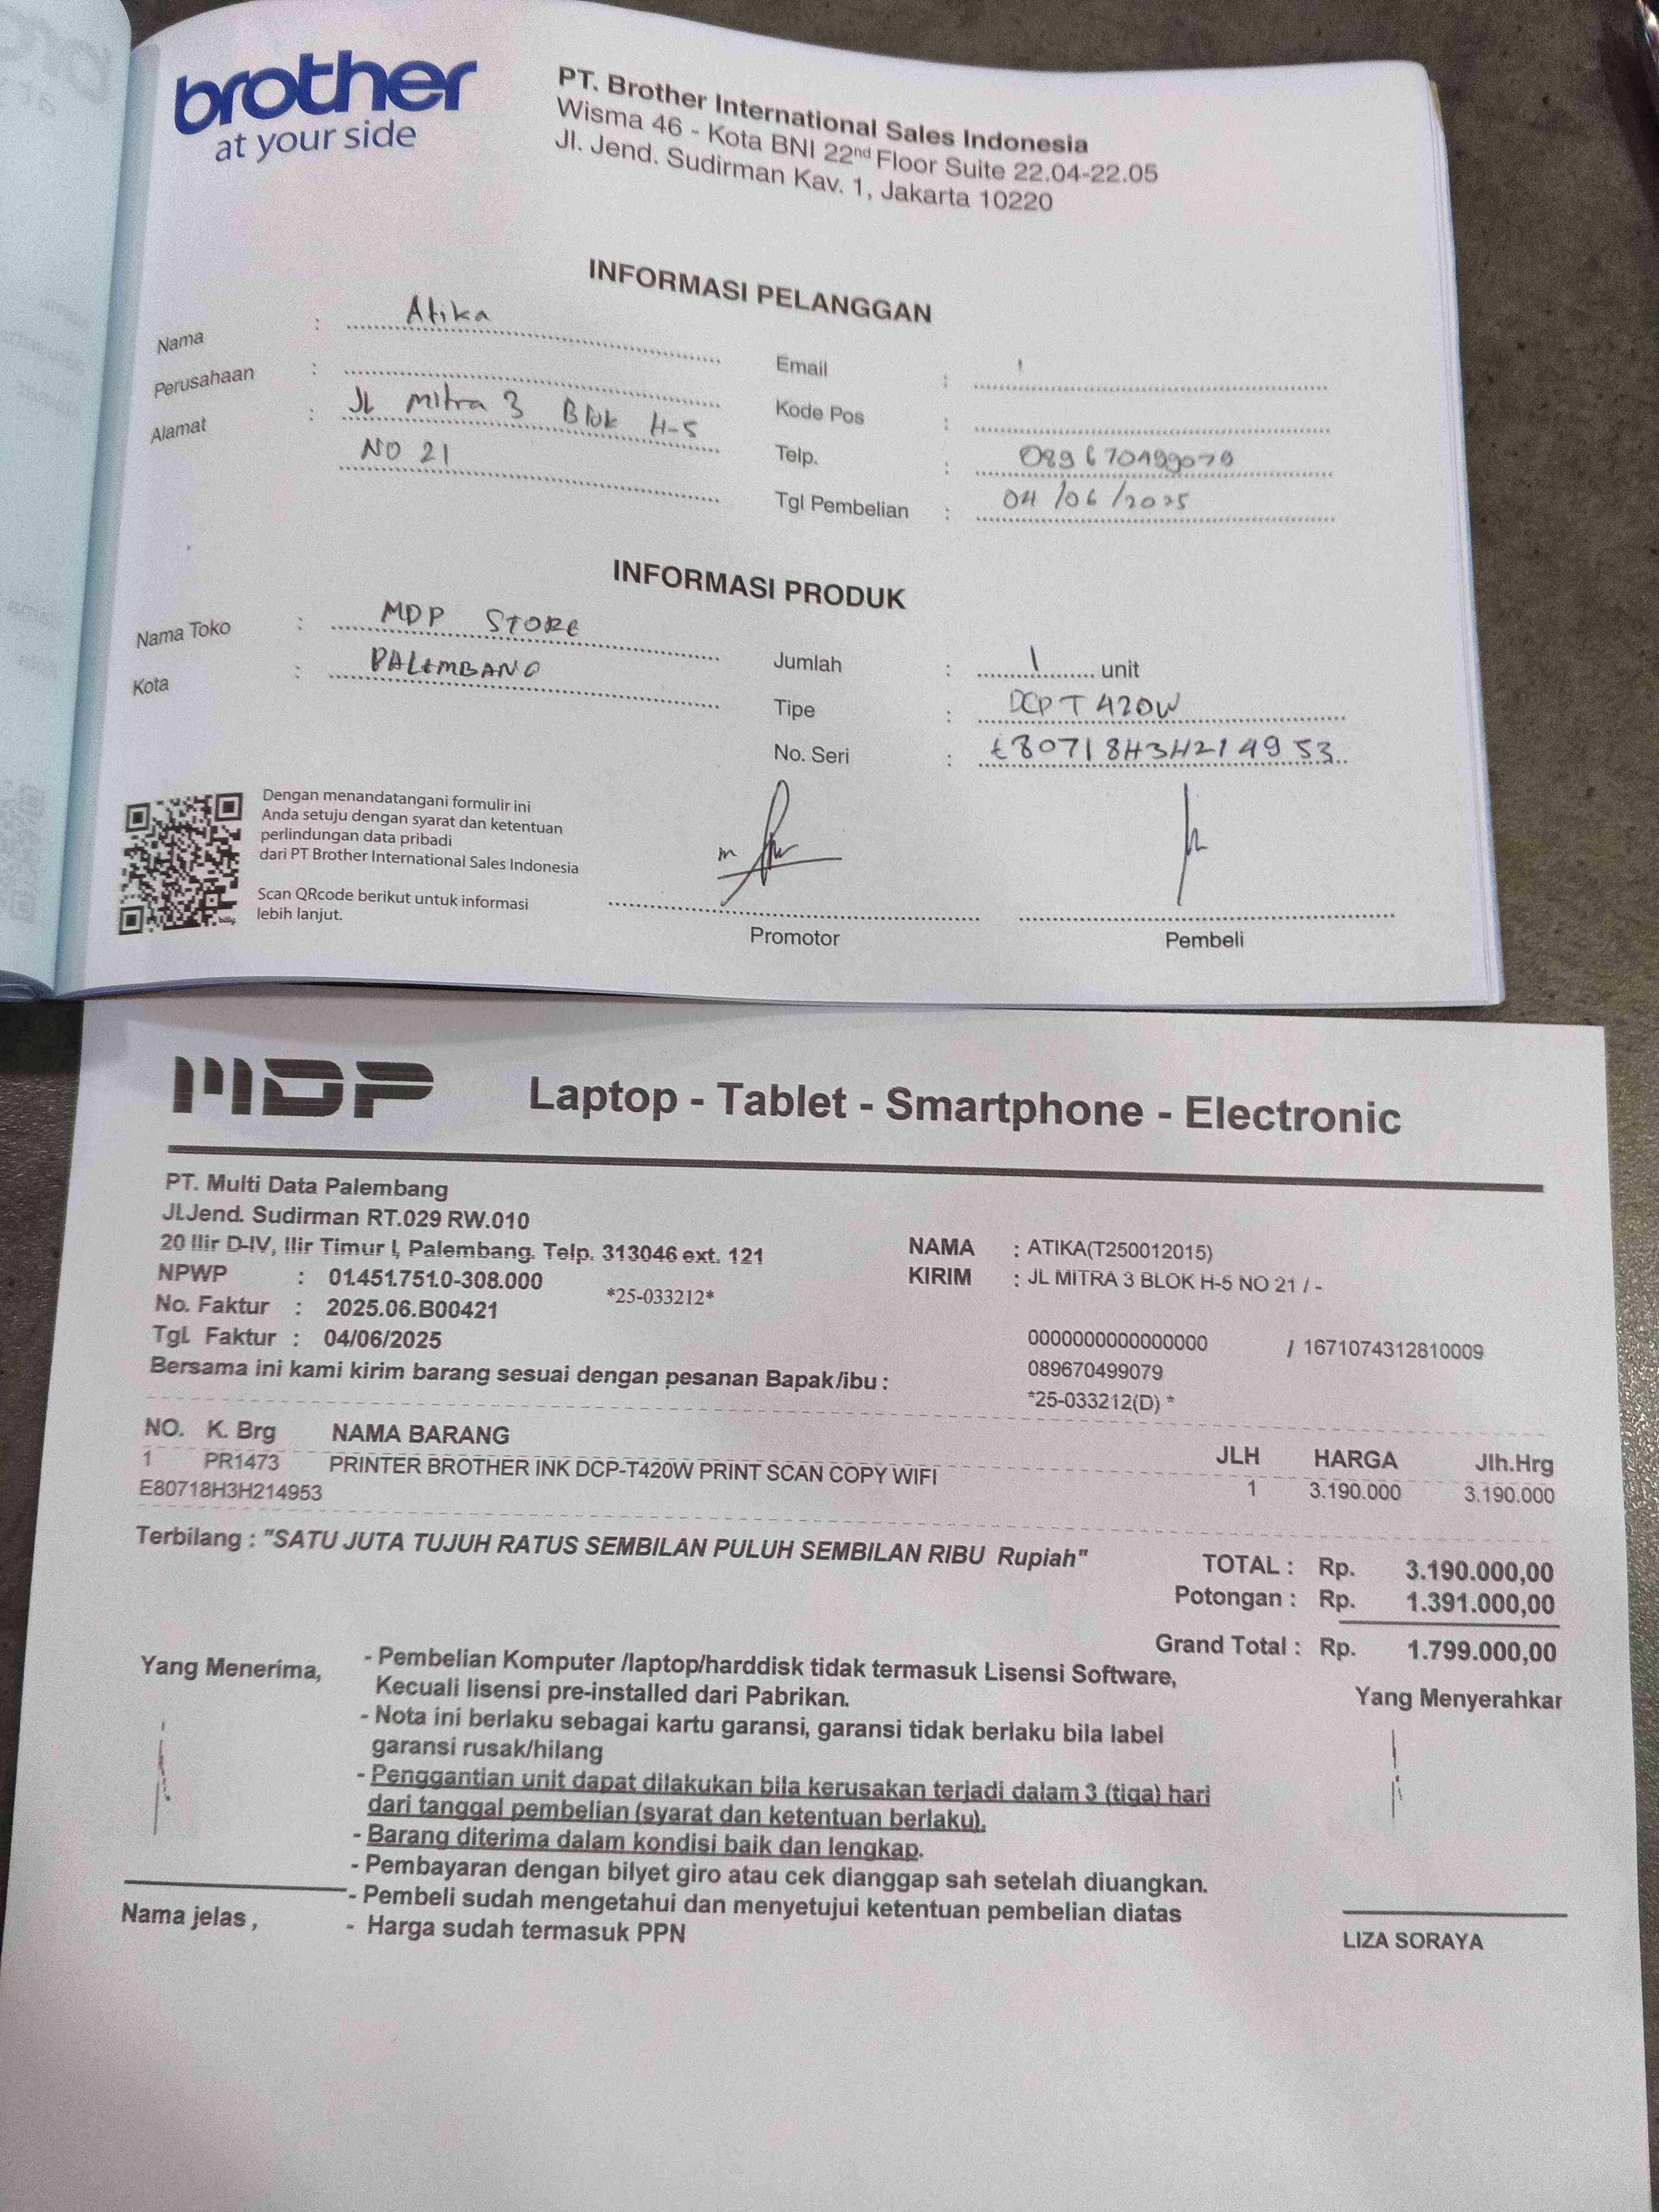 brother
at your side
PT. Brother International Sales Indonesia
Wisma 46 - Kota BNI 22nd Floor Suite 22.04-22.05
Jl. Jend. Sudirman Kav. 1, Jakarta 10220
INFORMASI PELANGGAN
Nama : Atika
Perusahaan :
Alamat : JL Mitra 3 Blok H-5
NO 21
Email :
Kode Pos :
Telp. : 089670499079
Tgl Pembelian : 04/06/2025
INFORMASI PRODUK
Nama Toko : MDP STORE
Kota : PALEMBANG
Jumlah : 1 unit
Tipe : DCP T420W
No. Seri : E80718H3H214953
Dengan menandatangani formulir ini
Anda setuju dengan syarat dan ketentuan
perlindungan data pribadi
dari PT Brother International Sales Indonesia
Scan QRcode berikut untuk informasi
lebih lanjut.
Promotor
Pembeli
MDP Laptop - Tablet - Smartphone - Electronic
PT. Multi Data Palembang
Jl.Jend. Sudirman RT.029 RW.010
20 Ilir D-IV, Ilir Timur I, Palembang. Telp. 313046 ext. 121
NPWP : 01.451.751.0-308.000
*25-033212*
No. Faktur : 2025.06.B00421
Tgl. Faktur : 04/06/2025
Bersama ini kami kirim barang sesuai dengan pesanan Bapak/ibu :
NAMA : ATIKA(T250012015)
KIRIM : JL MITRA 3 BLOK H-5 NO 21 / -
0000000000000000 / 1671074312810009
089670499079
*25-033212(D) *
NO. K. Brg NAMA BARANG JLH HARGA Jlh.Hrg
1 PR1473 PRINTER BROTHER INK DCP-T420W PRINT SCAN COPY WIFI 1 3.190.000 3.190.000
E80718H3H214953
Terbilang : "SATU JUTA TUJUH RATUS SEMBILAN PULUH SEMBILAN RIBU Rupiah"
TOTAL : Rp. 3.190.000,00
Potongan : Rp. 1.391.000,00
Grand Total : Rp. 1.799.000,00
Yang Menerima,
- Pembelian Komputer /laptop/harddisk tidak termasuk Lisensi Software,
Kecuali lisensi pre-installed dari Pabrikan.
- Nota ini berlaku sebagai kartu garansi, garansi tidak berlaku bila label
garansi rusak/hilang
- Penggantian unit dapat dilakukan bila kerusakan terjadi dalam 3 (tiga) hari
dari tanggal pembelian (syarat dan ketentuan berlaku).
- Barang diterima dalam kondisi baik dan lengkap.
- Pembayaran dengan bilyet giro atau cek dianggap sah setelah diuangkan.
- Pembeli sudah mengetahui dan menyetujui ketentuan pembelian diatas
- Harga sudah termasuk PPN
Yang Menyerahkar
Nama jelas ,
LIZA SORAYA